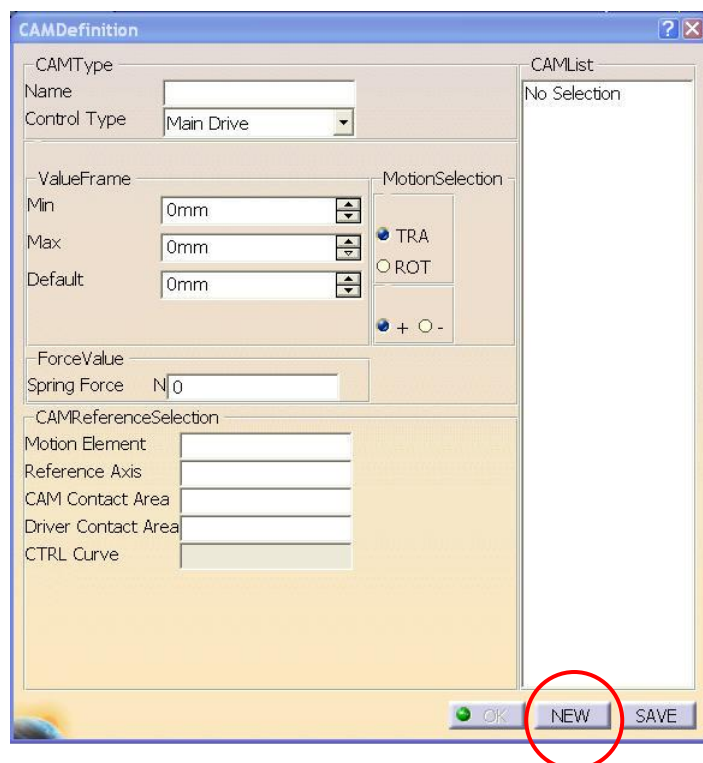 CAMDefinition
CAMType
Name
Control Type Main Drive
ValueFrame
Min 0mm
Max 0mm
Default 0mm
MotionSelection
TRA
ROT
+ -
ForceValue
Spring Force N 0
CAMReferenceSelection
Motion Element
Reference Axis
CAM Contact Area
Driver Contact Area
CTRL Curve
CAMList
No Selection
OK NEW SAVE